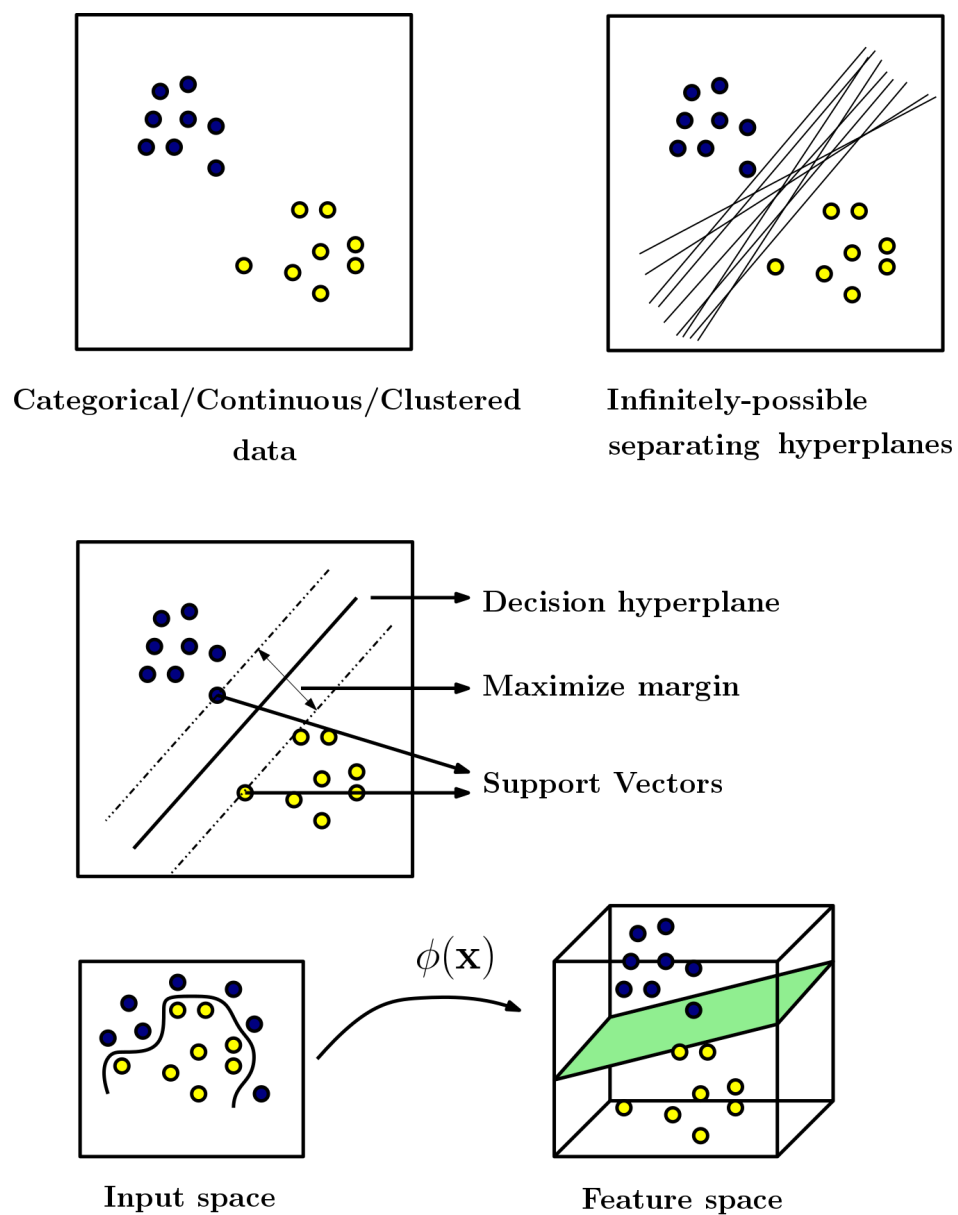 Categorical/Continuous/Clustered
data
Infinitely-possible
separating hyperplanes
Decision hyperplane
Maximize margin
Support Vectors
ϕ(x)
Input space
Feature space